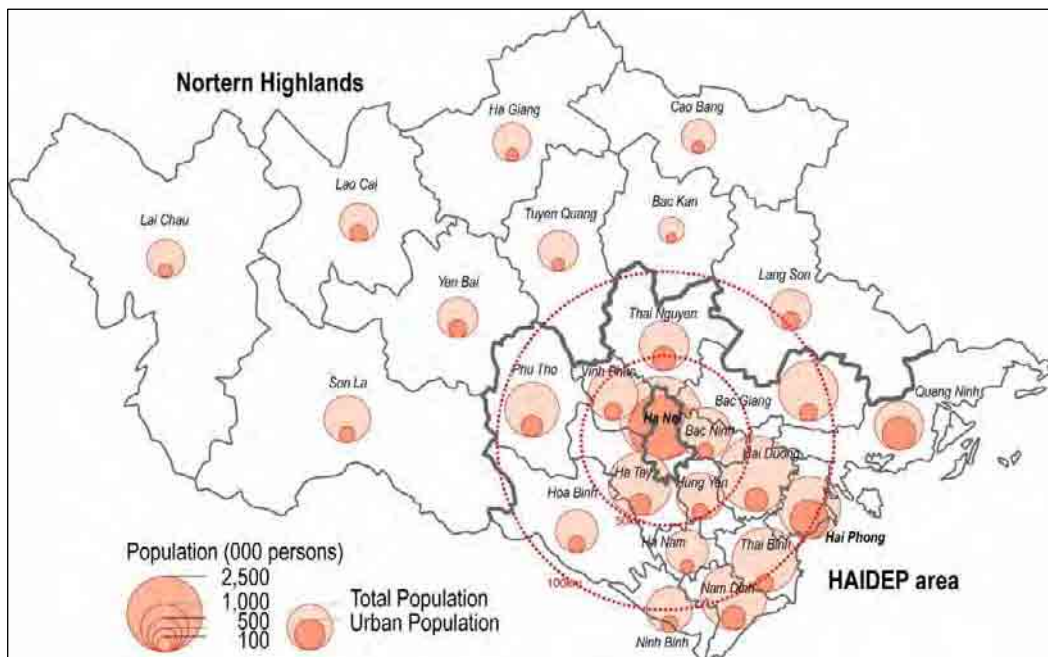 Nortern Highlands
Ha Giang
Cao Bang
Lao Cai
Tuyen Quang
Bac Kan
Lai Chau
Yen Bai
Lang Son
Thai Nguyen
Phu Tho
Vinh Phuc
Son La
Bac Giang
Quang Ninh
Ha Noi
Bac Ninh
Hai Duong
Ha Tay
Hung Yen
Hoa Binh
Ha Nam
Thai Binh
Hai Phong
100km
Nam Dinh
HAIDEP area
Ninh Binh
Population (000 persons)
2,500
1,000
500
100
Total Population
Urban Population